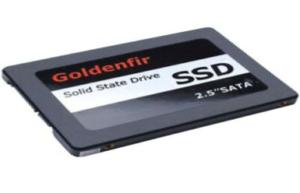 Goldenfir
Solid State Drive
SSD
2.5"SATA